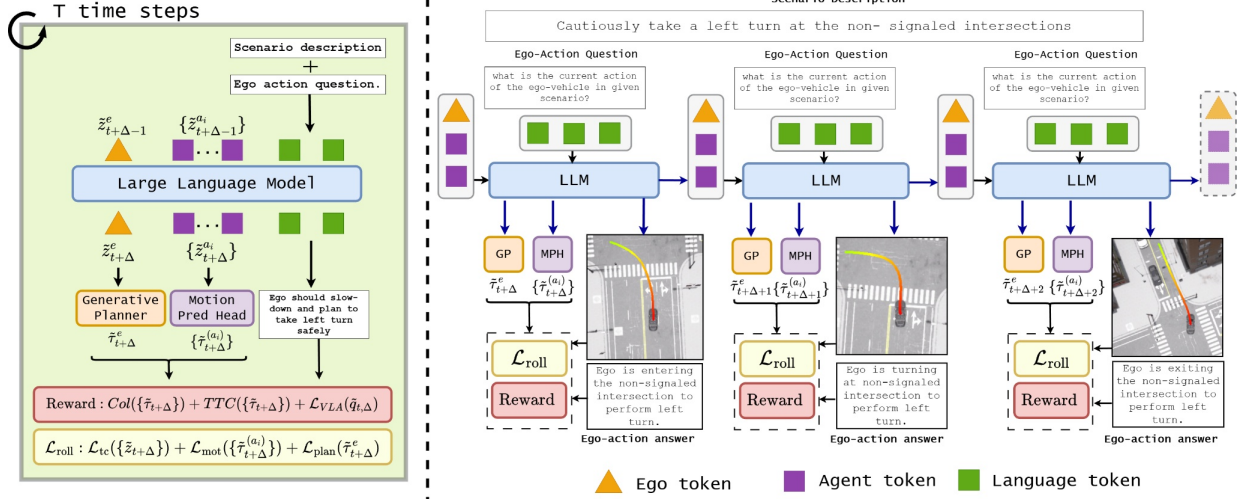 T time steps
Scenario description
+
Ego action question.
z̃^e_{t+Δ−1}
{z̃^{a_i}_{t+Δ−1}}
...
Large Language Model
...
z̃^e_{t+Δ}
{z̃^{a_i}_{t+Δ}}
Generative
Planner
Motion
Pred Head
Ego should slow-
down and plan to
take left turn
safely
τ̃^e_{t+Δ}
{τ̃^{(a_i)}_{t+Δ}}
Reward : Col({τ̃_{t+Δ}}) + TTC({τ̃_{t+Δ}}) + ℒ_{VLA}(q̃_{t,Δ})
ℒ_roll : ℒ_tc({z̃_{t+Δ}}) + ℒ_mot({τ̃^{(a_i)}_{t+Δ}}) + ℒ_plan(τ̃^e_{t+Δ})
Scenario Description
Cautiously take a left turn at the non- signaled intersections
Ego-Action Question
what is the current action
of the ego-vehicle in given
scenario?
LLM
GP
MPH
τ̃^e_{t+Δ} {τ̃^{(a_i)}_{t+Δ}}
ℒ_roll
Reward
Ego is entering
the non-signaled
intersection to
perform left
turn.
Ego-action answer
Ego-Action Question
what is the current action
of the ego-vehicle in given
scenario?
LLM
GP
MPH
τ̃^e_{t+Δ+1} {τ̃^{(a_i)}_{t+Δ+1}}
ℒ_roll
Reward
Ego is turning
at non-signaled
intersection to
perform left
turn.
Ego-action answer
Ego-Action Question
what is the current action
of the ego-vehicle in given
scenario?
LLM
GP
MPH
τ̃^e_{t+Δ+2} {τ̃^{(a_i)}_{t+Δ+2}}
ℒ_roll
Reward
Ego is exiting
the non-signaled
intersection to
perform left
turn.
Ego-action answer
Ego token
Agent token
Language token